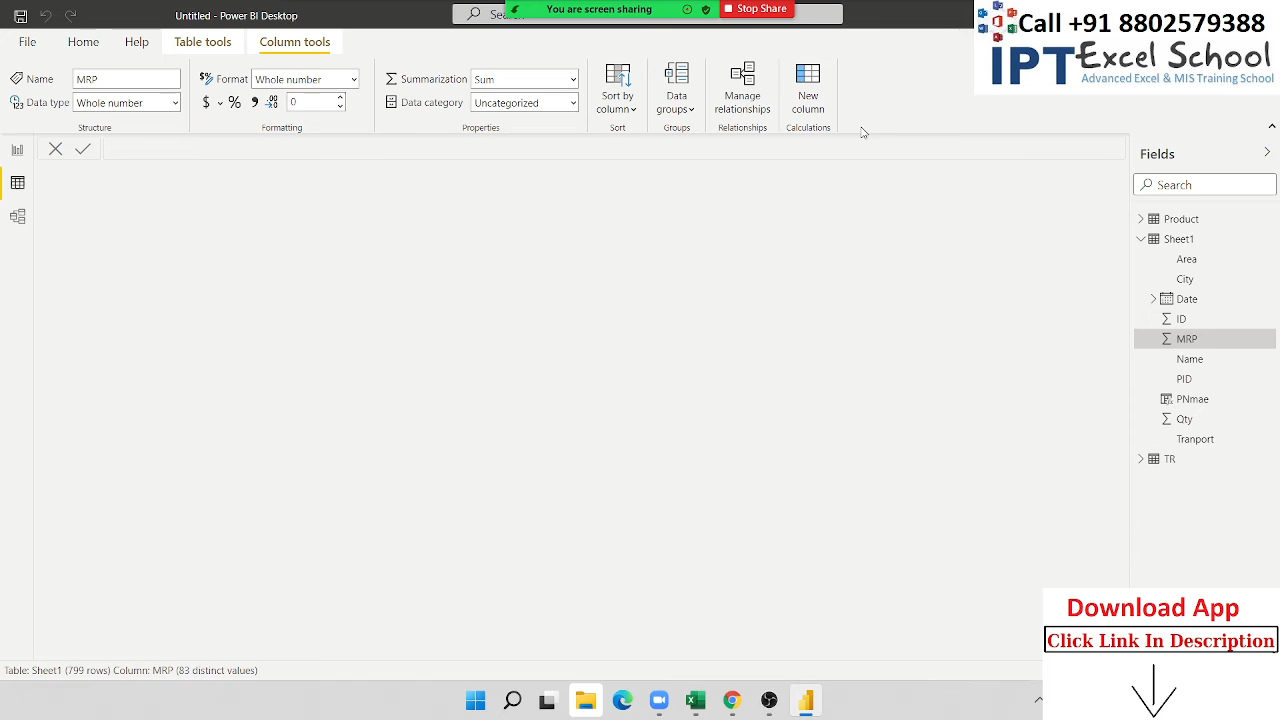 Untitled - Power BI Desktop
You are screen sharing
Stop Share
Call +91 8802579388
IPT Excel School
Advanced Excel & MIS Training School
File
Home
Help
Table tools
Column tools
Name
MRP
Format
Whole number
Summarization
Sum
Data type
Whole number
$
%
0
Data category
Uncategorized
Sort by
column
Data
groups
Manage
relationships
New
column
Structure
Formatting
Properties
Sort
Groups
Relationships
Calculations
Fields
Search
Product
Sheet1
Area
City
Date
ID
MRP
Name
PID
PNmae
Qty
Tranport
TR
Download App
Click Link In Description
Table: Sheet1 (799 rows) Column: MRP (83 distinct values)